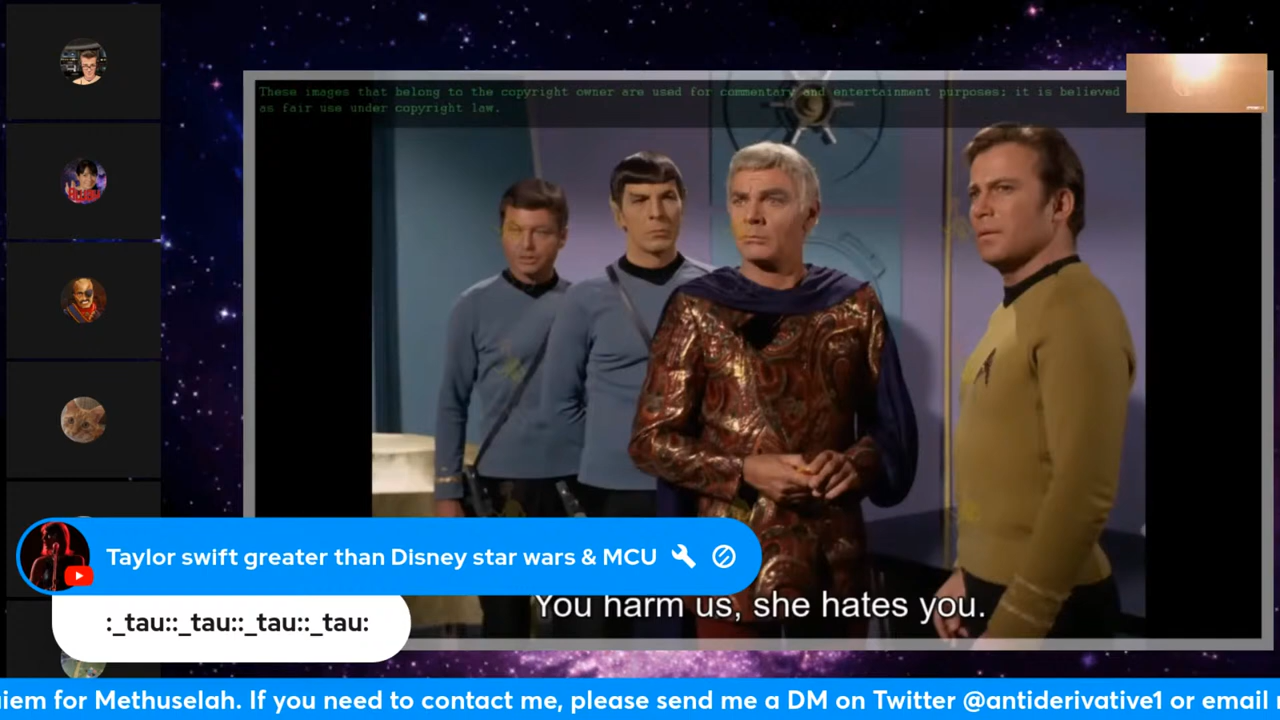 These images that belong to the copyright owner are used for commentary and entertainment purposes; it is believed
as fair use under copyright law.
Taylor swift greater than Disney star wars & MCU
You harm us, she hates you.
:_tau::_tau::_tau::_tau:
iem for Methuselah. If you need to contact me, please send me a DM on Twitter @antiderivative1 or email